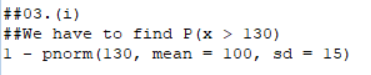 ##03.(i)
##We have to find P(x > 130)
1 - pnorm(130, mean = 100, sd = 15)